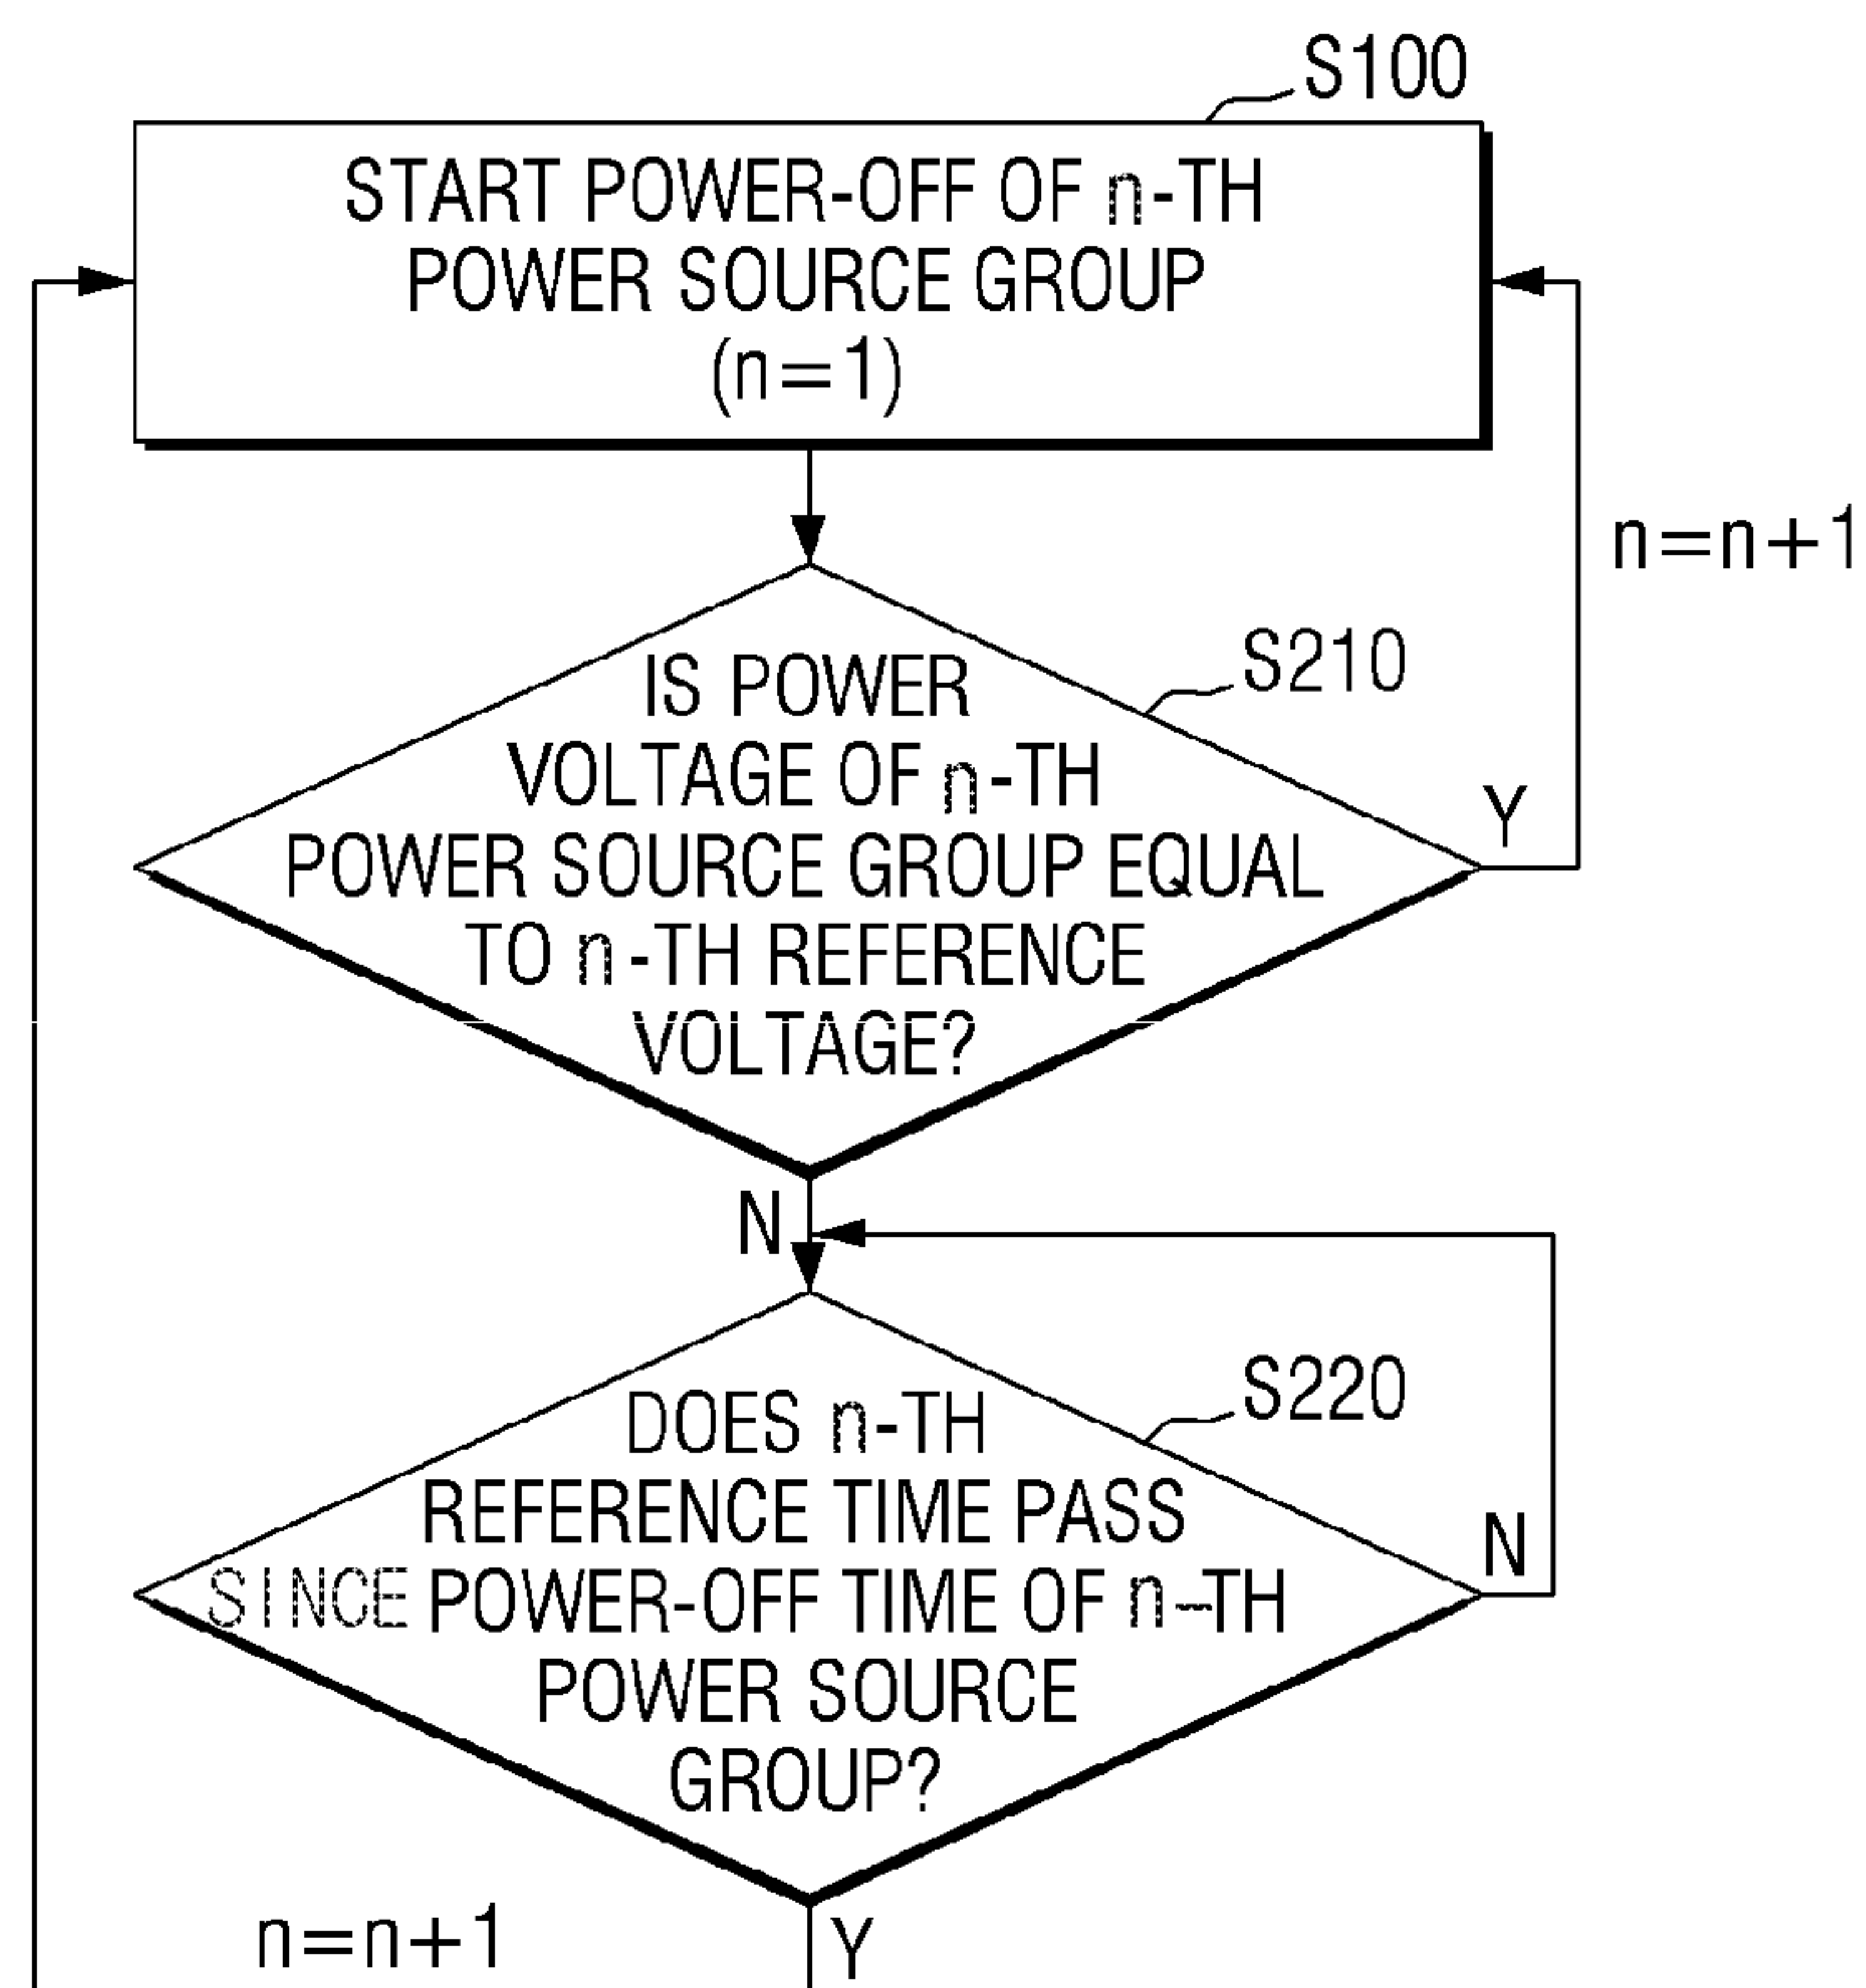 S100
START POWER-OFF OF n-TH
POWER SOURCE GROUP
(n=1)
n=n+1
S210
IS POWER
VOLTAGE OF n-TH
POWER SOURCE GROUP EQUAL
TO n-TH REFERENCE
VOLTAGE?
Y
N
S220
DOES n-TH
REFERENCE TIME PASS
SINCE POWER-OFF TIME OF n-TH
POWER SOURCE
GROUP?
N
n=n+1
Y